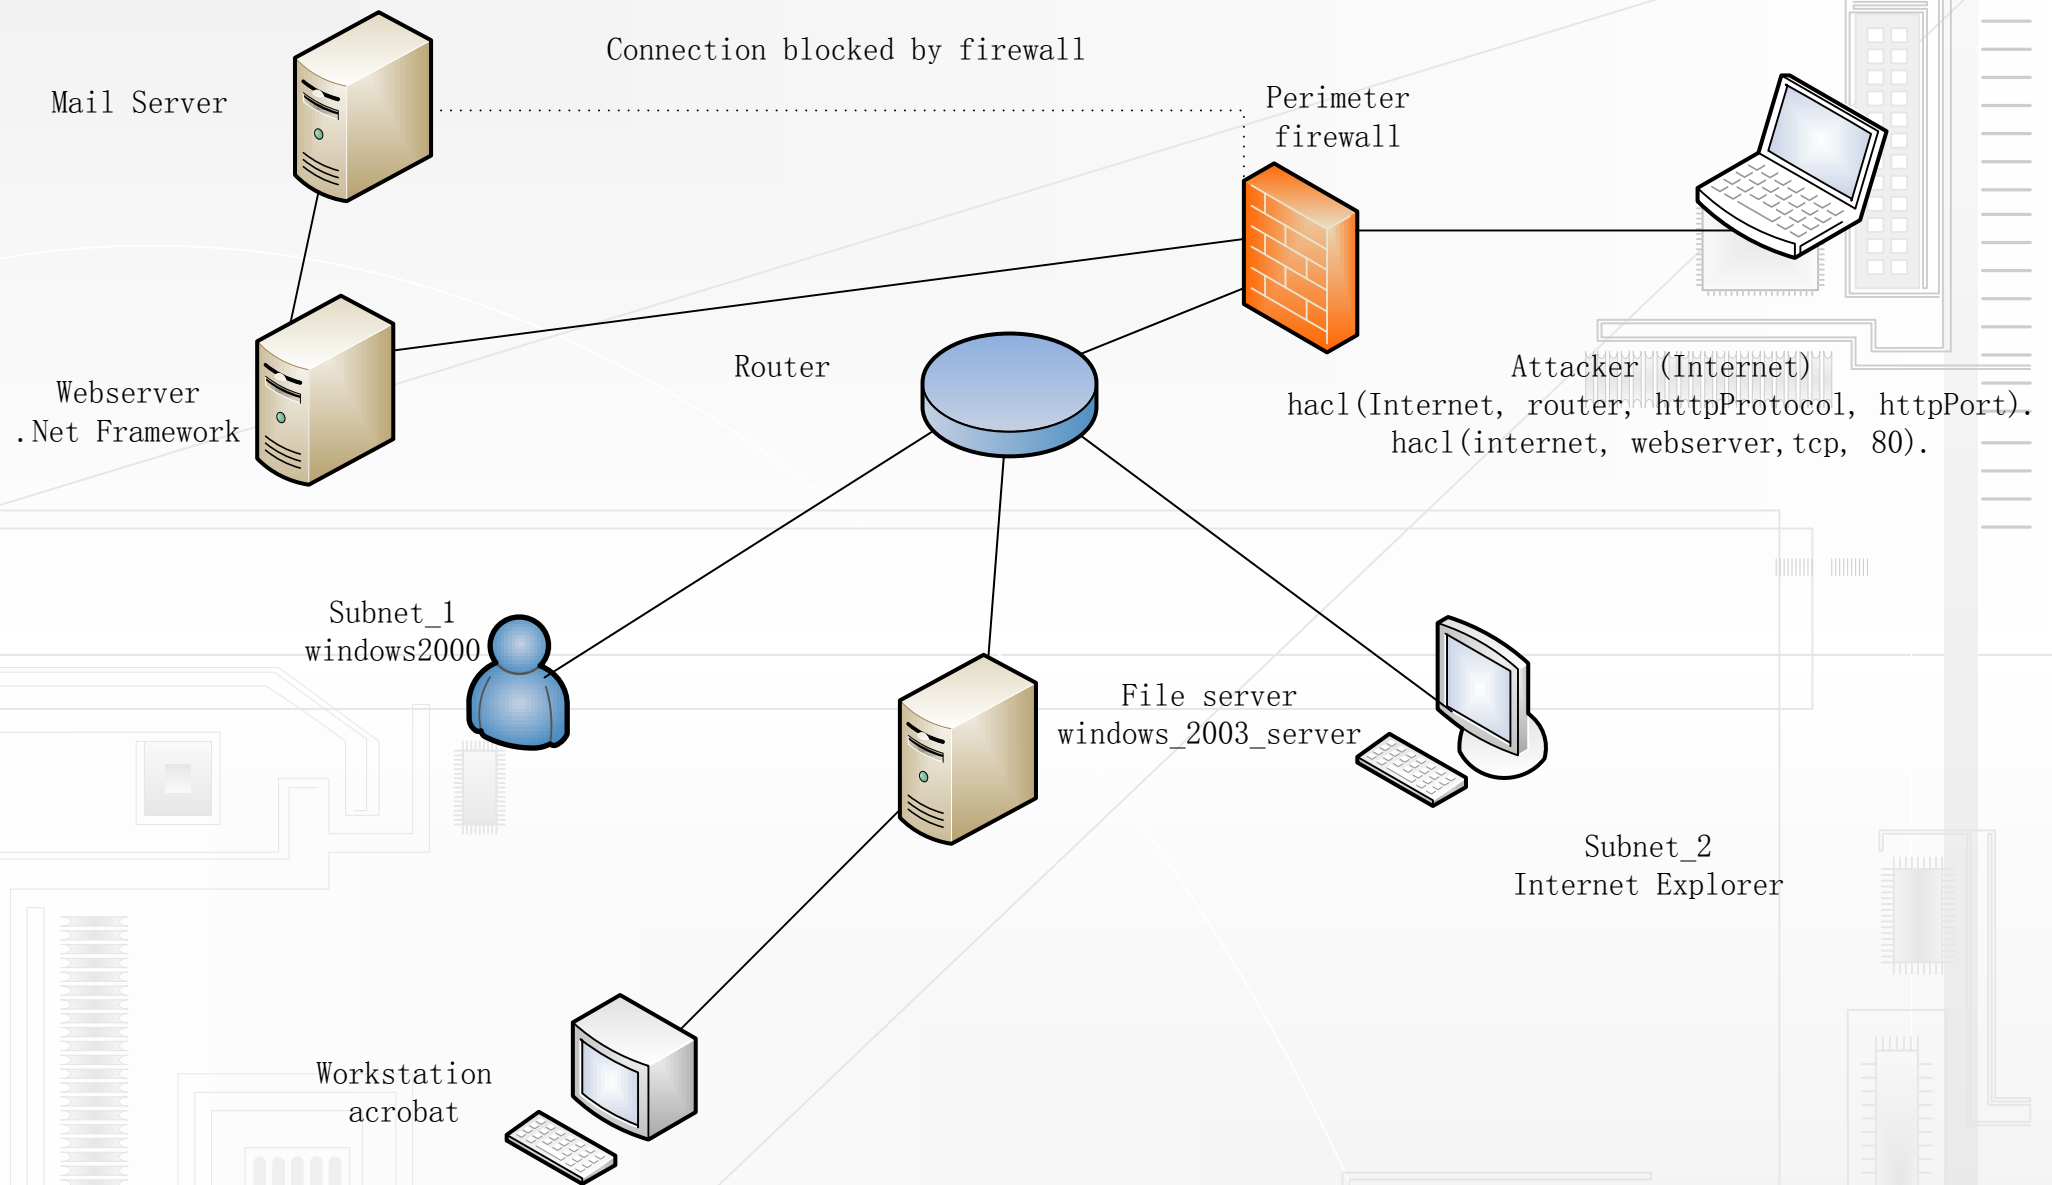 Connection blocked by firewall
Mail Server
Perimeter
firewall
Router
Attacker (Internet)
hacl(Internet, router, httpProtocol, httpPort).
hacl(internet, webserver,tcp, 80).
Webserver
.Net Framework
Subnet_1
windows2000
File server
windows_2003_server
Subnet_2
Internet Explorer
Workstation
acrobat